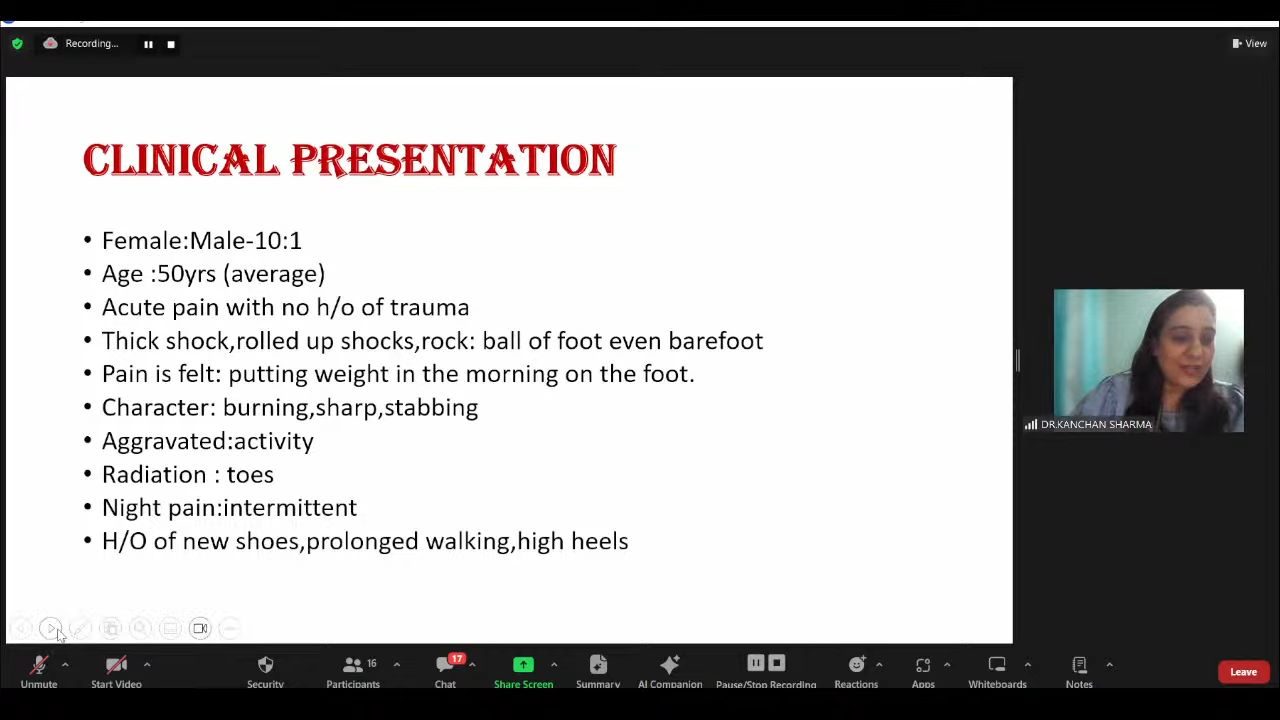 Recording...
View
CLINICAL PRESENTATION
• Female:Male-10:1
• Age :50yrs (average)
• Acute pain with no h/o of trauma
• Thick shock,rolled up shocks,rock: ball of foot even barefoot
• Pain is felt: putting weight in the morning on the foot.
• Character: burning,sharp,stabbing
• Aggravated:activity
• Radiation : toes
• Night pain:intermittent
• H/O of new shoes,prolonged walking,high heels
DR.KANCHAN SHARMA
16
17
Unmute
Start Video
Security
Participants
Chat
Share Screen
Summary
AI Companion
Pause/Stop Recording
Reactions
Apps
Whiteboards
Notes
Leave